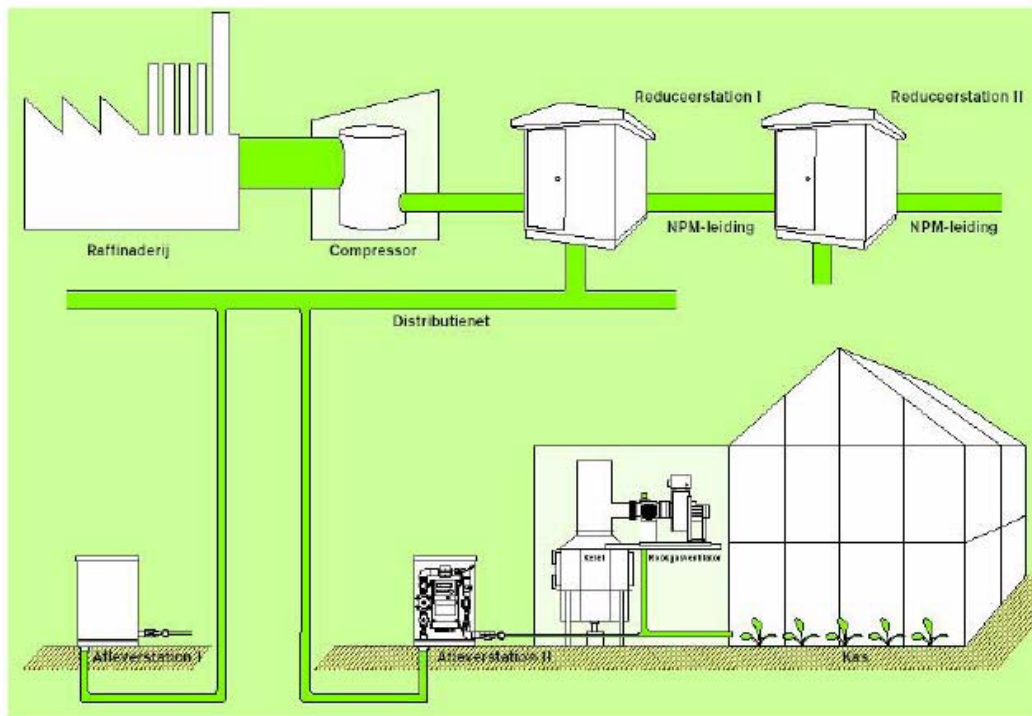 Reduceerstation I
Reduceerstation II
NPM-leiding
NPM-leiding
Raffinaderij
Compressor
Distributienet
Ketel
Rookgasventilator
Afleverstation I
Afleverstation II
Kas